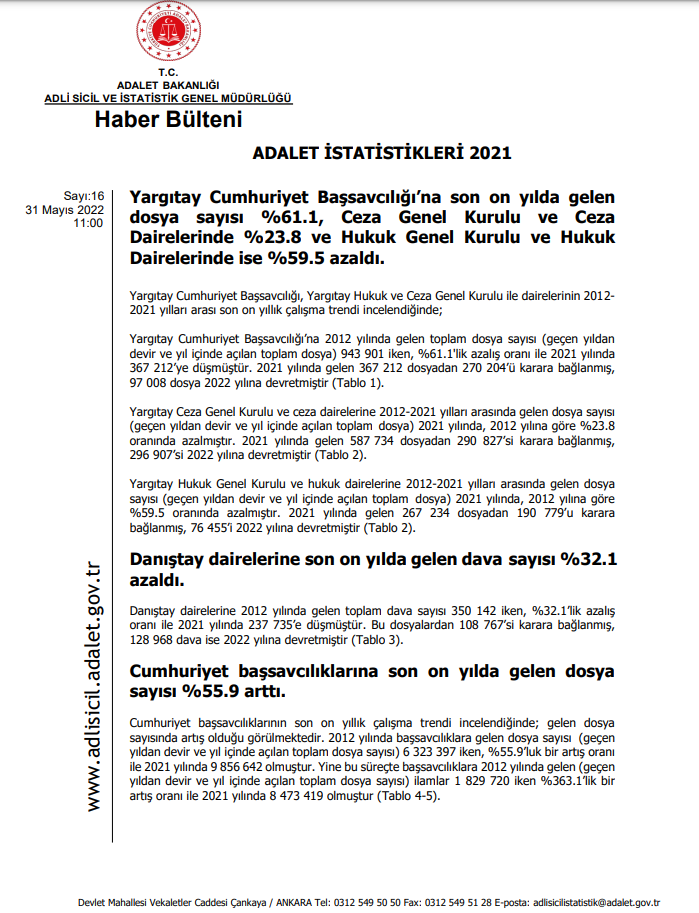 T.C.
ADALET BAKANLIĞI
ADLİ SİCİL VE İSTATİSTİK GENEL MÜDÜRLÜĞÜ
Haber Bülteni
ADALET İSTATİSTİKLERİ 2021
Sayı:16
31 Mayıs 2022
11:00
Yargıtay Cumhuriyet Başsavcılığı’na son on yılda gelen
dosya sayısı %61.1, Ceza Genel Kurulu ve Ceza
Dairelerinde %23.8 ve Hukuk Genel Kurulu ve Hukuk
Dairelerinde ise %59.5 azaldı.
Yargıtay Cumhuriyet Başsavcılığı, Yargıtay Hukuk ve Ceza Genel Kurulu ile dairelerinin 2012-
2021 yılları arası son on yıllık çalışma trendi incelendiğinde;
Yargıtay Cumhuriyet Başsavcılığı’na 2012 yılında gelen toplam dosya sayısı (geçen yıldan
devir ve yıl içinde açılan toplam dosya) 943 901 iken, %61.1'lik azalış oranı ile 2021 yılında
367 212’ye düşmüştür. 2021 yılında gelen 367 212 dosyadan 270 204’ü karara bağlanmış,
97 008 dosya 2022 yılına devretmiştir (Tablo 1).
Yargıtay Ceza Genel Kurulu ve ceza dairelerine 2012-2021 yılları arasında gelen dosya sayısı
(geçen yıldan devir ve yıl içinde açılan toplam dosya) 2021 yılında, 2012 yılına göre %23.8
oranında azalmıştır. 2021 yılında gelen 587 734 dosyadan 290 827’si karara bağlanmış,
296 907’si 2022 yılına devretmiştir (Tablo 2).
Yargıtay Hukuk Genel Kurulu ve hukuk dairelerine 2012-2021 yılları arasında gelen dosya
sayısı (geçen yıldan devir ve yıl içinde açılan toplam dosya) 2021 yılında, 2012 yılına göre
%59.5 oranında azalmıştır. 2021 yılında gelen 267 234 dosyadan 190 779’u karara
bağlanmış, 76 455’i 2022 yılına devretmiştir (Tablo 2).
Danıştay dairelerine son on yılda gelen dava sayısı %32.1
azaldı.
Danıştay dairelerine 2012 yılında gelen toplam dava sayısı 350 142 iken, %32.1’lik azalış
oranı ile 2021 yılında 237 735’e düşmüştür. Bu dosyalardan 108 767’si karara bağlanmış,
128 968 dava ise 2022 yılına devretmiştir (Tablo 3).
Cumhuriyet başsavcılıklarına son on yılda gelen dosya
sayısı %55.9 arttı.
Cumhuriyet başsavcılıklarının son on yıllık çalışma trendi incelendiğinde; gelen dosya
sayısında artış olduğu görülmektedir. 2012 yılında başsavcılıklara gelen dosya sayısı (geçen
yıldan devir ve yıl içinde açılan toplam dosya sayısı) 6 323 397 iken, %55.9’luk bir artış oranı
ile 2021 yılında 9 856 642 olmuştur. Yine bu süreçte başsavcılıklara 2012 yılında gelen (geçen
yıldan devir ve yıl içinde açılan toplam dosya sayısı) ilamlar 1 829 720 iken %363.1’lik bir
artış oranı ile 2021 yılında 8 473 419 olmuştur (Tablo 4-5).
www.adlisicil.adalet.gov.tr
Devlet Mahallesi Vekaletler Caddesi Çankaya / ANKARA Tel: 0312 549 50 50 Fax: 0312 549 51 28 E-posta: adlisicilistatistik@adalet.gov.tr